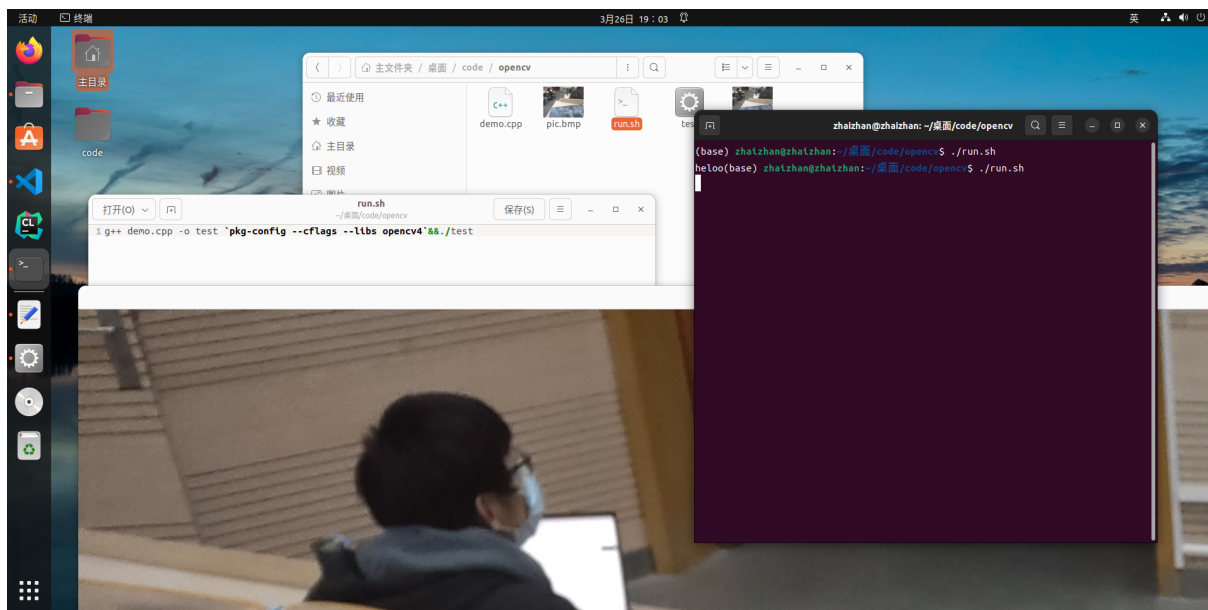 活动 终端 3月26日 19：03 英
主目录
code
主文件夹 / 桌面 / code / opencv
最近使用
收藏
主目录
视频
demo.cpp pic.bmp run.sh
zhaizhan@zhaizhan: ~/桌面/code/opencv
(base) zhaizhan@zhaizhan:~/桌面/code/opencv$ ./run.sh
heloo(base) zhaizhan@zhaizhan:~/桌面/code/opencv$ ./run.sh
打开(O) run.sh 保存(S)
~/桌面/code/opencv
1 g++ demo.cpp -o test `pkg-config --cflags --libs opencv4`&&./test